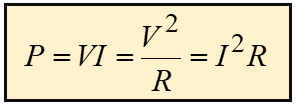 P = VI = V²/R = I²R